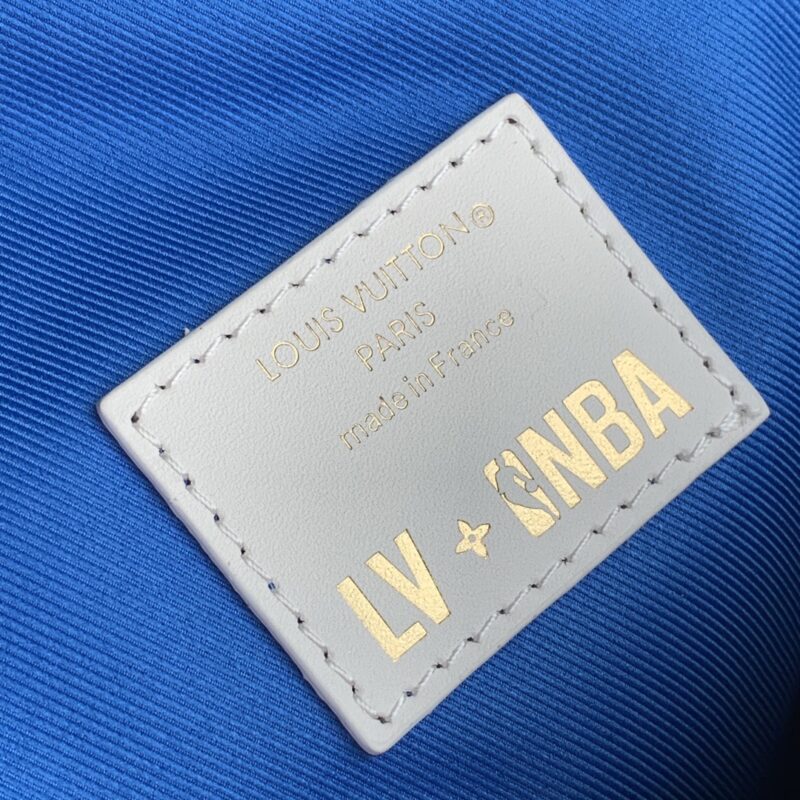 LOUIS VUITTON®
PARIS
made in France
LV + NBA